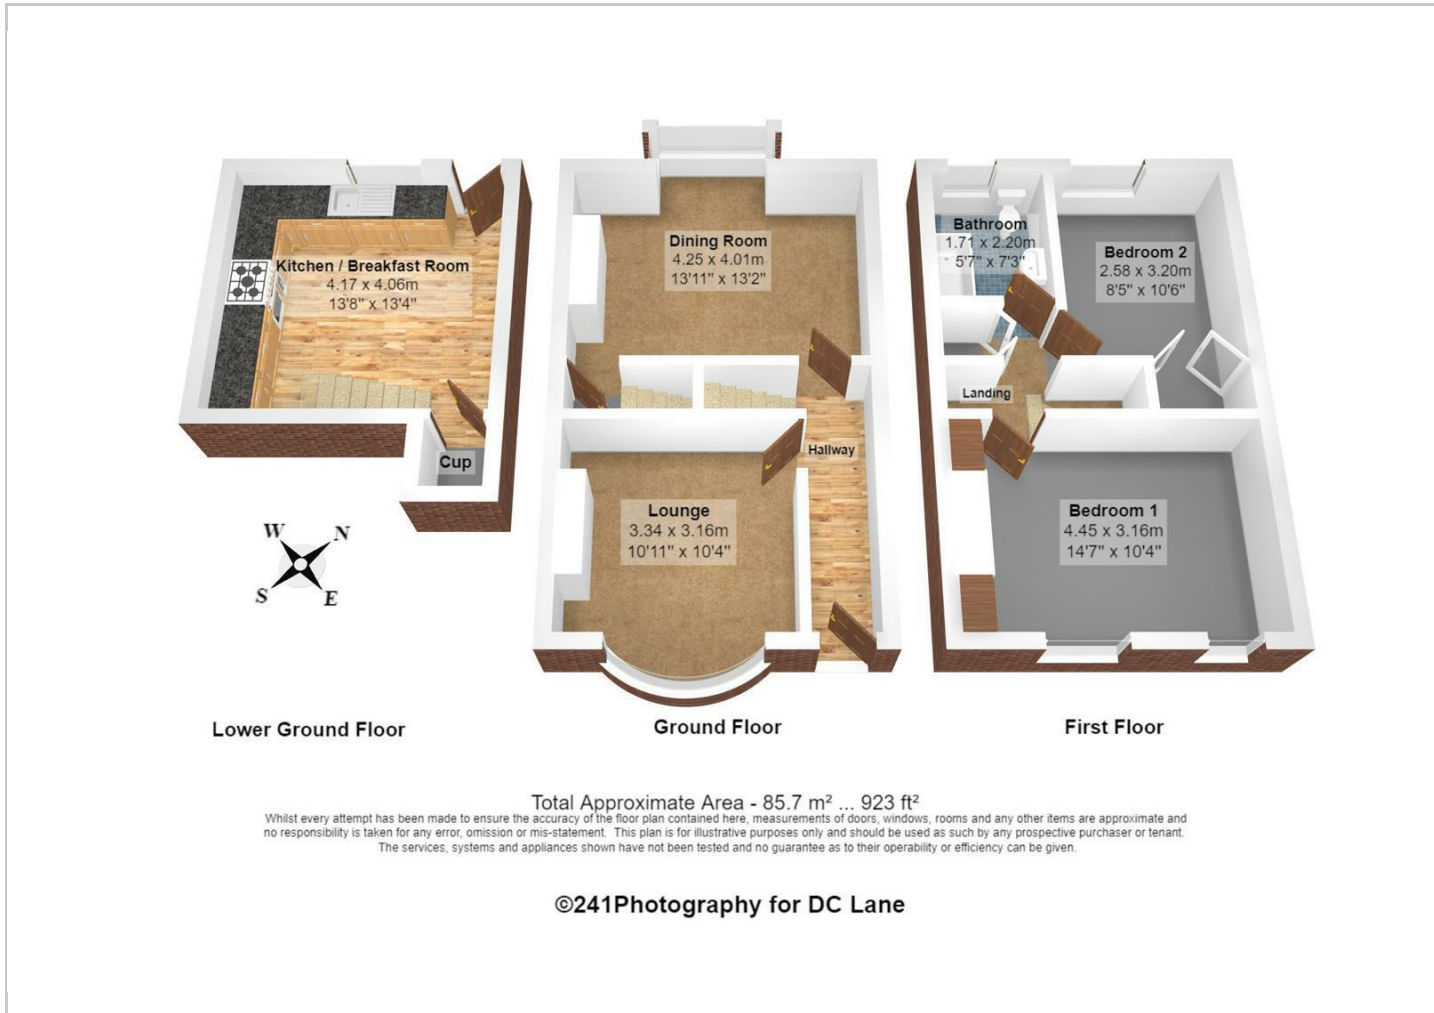 Kitchen / Breakfast Room
4.17 x 4.06m
13'8" x 13'4"
Cup
W
N
S
E
Lower Ground Floor
Dining Room
4.25 x 4.01m
13'11" x 13'2"
Hallway
Lounge
3.34 x 3.16m
10'11" x 10'4"
Ground Floor
Bathroom
1.71 x 2.20m
5'7" x 7'3"
Bedroom 2
2.58 x 3.20m
8'5" x 10'6"
Landing
Bedroom 1
4.45 x 3.16m
14'7" x 10'4"
First Floor
Total Approximate Area - 85.7 m² ... 923 ft²
Whilst every attempt has been made to ensure the accuracy of the floor plan contained here, measurements of doors, windows, rooms and any other items are approximate and
no responsibility is taken for any error, omission or mis-statement. This plan is for illustrative purposes only and should be used as such by any prospective purchaser or tenant.
The services, systems and appliances shown have not been tested and no guarantee as to their operability or efficiency can be given.
©241Photography for DC Lane